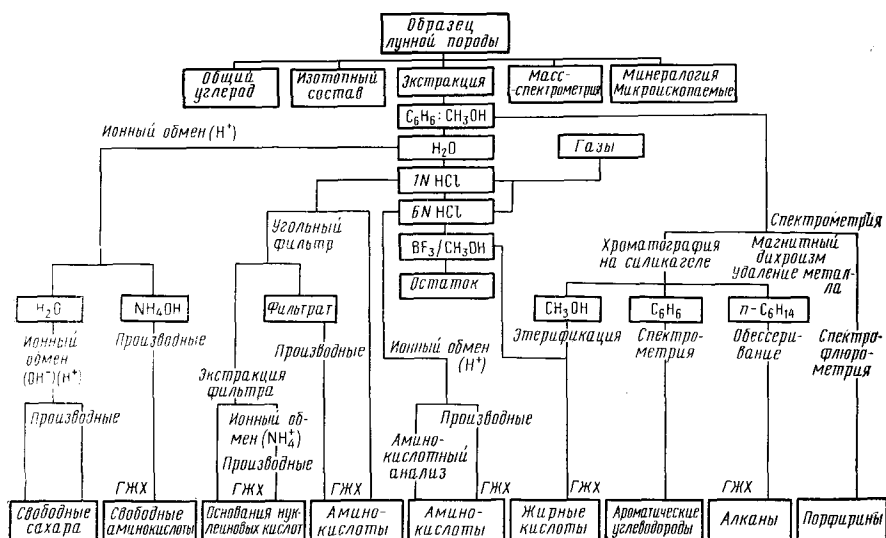 Образец
лунной породы
Общий
углерод
Изотопный
состав
Экстракция
Масс-
-спектрометрия
Минералогия
Микроископаемые
C₆H₆ : CH₃OH
Ионный обмен (H⁺)
H₂O
Газы
1N HCl
6N HCl
Угольный
фильтр
BF₃/CH₃OH
Остаток
Спектрометрия
Хроматография
на силикагеле
Магнитный
дихроизм
Удаление метал-
ла
H₂O
NH₄OH
Фильтрат
CH₃OH
C₆H₆
n-C₆H₁₄
Ионный
обмен
(OH⁻)(H⁺)
Производные
Производные
Этерификация
Спектро-
метрия
Обессери-
вание
Спектро-
флюро-
метрия
Ионный обмен
(H⁺)
Экстракция
фильтра
Производные
Ионный об-
мен (NH₄⁺)
Производные
Производные
Амино-
кислотный
анализ
ГЖХ
ГЖХ
ГЖХ
ГЖХ
ГЖХ
ГЖХ
Свободные
сахара
Свободные
аминокислоты
Основания нук-
леиновых кислот
Амино-
кислоты
Амино-
кислоты
Жирные
кислоты
Ароматические
углеводороды
Алканы
Порфирины